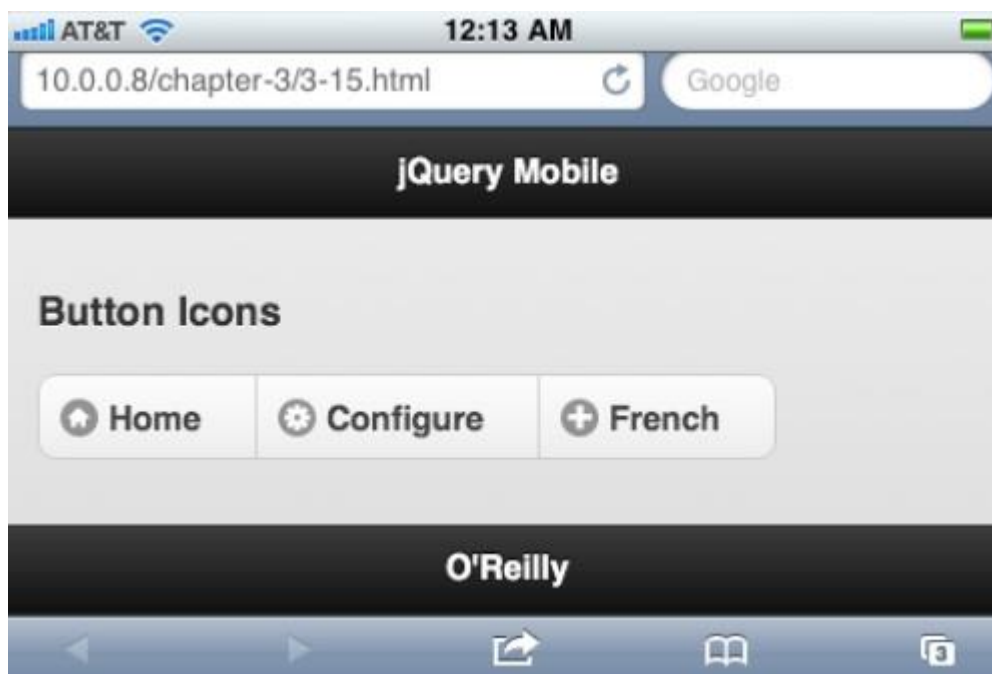 AT&T 12:13 AM
10.0.0.8/chapter-3/3-15.html Google
jQuery Mobile
Button Icons
Home Configure French
O'Reilly
3